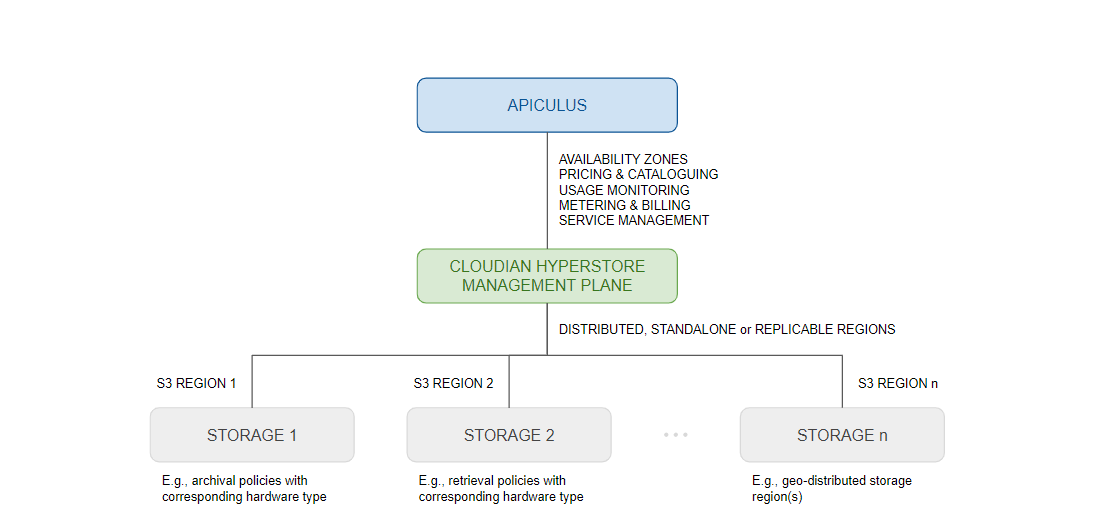 APICULUS
AVAILABILITY ZONES
PRICING & CATALOGUING
USAGE MONITORING
METERING & BILLING
SERVICE MANAGEMENT
CLOUDIAN HYPERSTORE
MANAGEMENT PLANE
DISTRIBUTED, STANDALONE or REPLICABLE REGIONS
S3 REGION 1
S3 REGION 2
S3 REGION n
STORAGE 1
STORAGE 2
STORAGE n
E.g., archival policies with
corresponding hardware type
E.g., retrieval policies with
corresponding hardware type
E.g., geo-distributed storage
region(s)